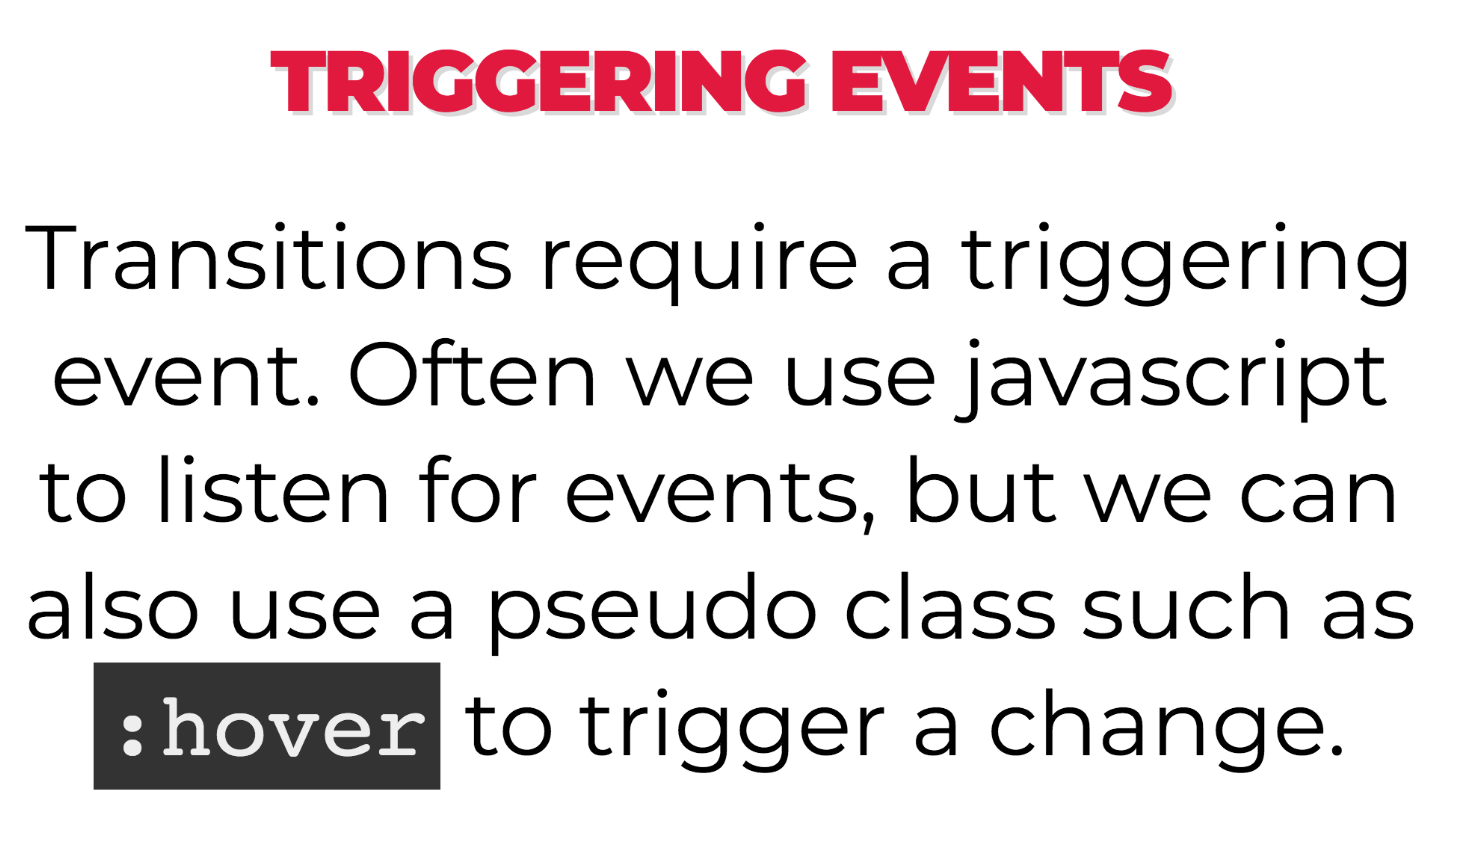 TRIGGERING EVENTS
Transitions require a triggering
event. Often we use javascript
to listen for events, but we can
also use a pseudo class such as
:hover to trigger a change.